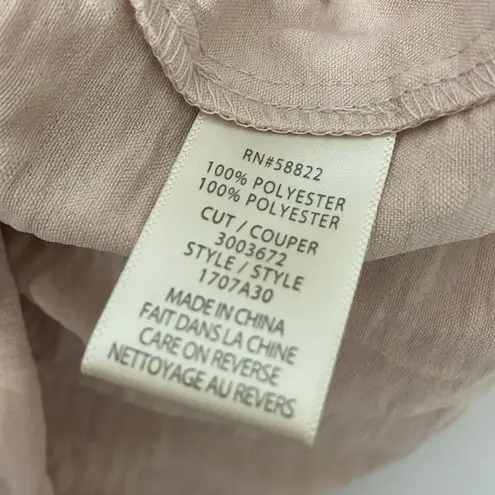 RN#58822
100% POLYESTER
100% POLYESTER
CUT / COUPER
3003672
STYLE / STYLE
1707A30
MADE IN CHINA
FAIT DANS LA CHINE
CARE ON REVERSE
NETTOYAGE AU REVERS